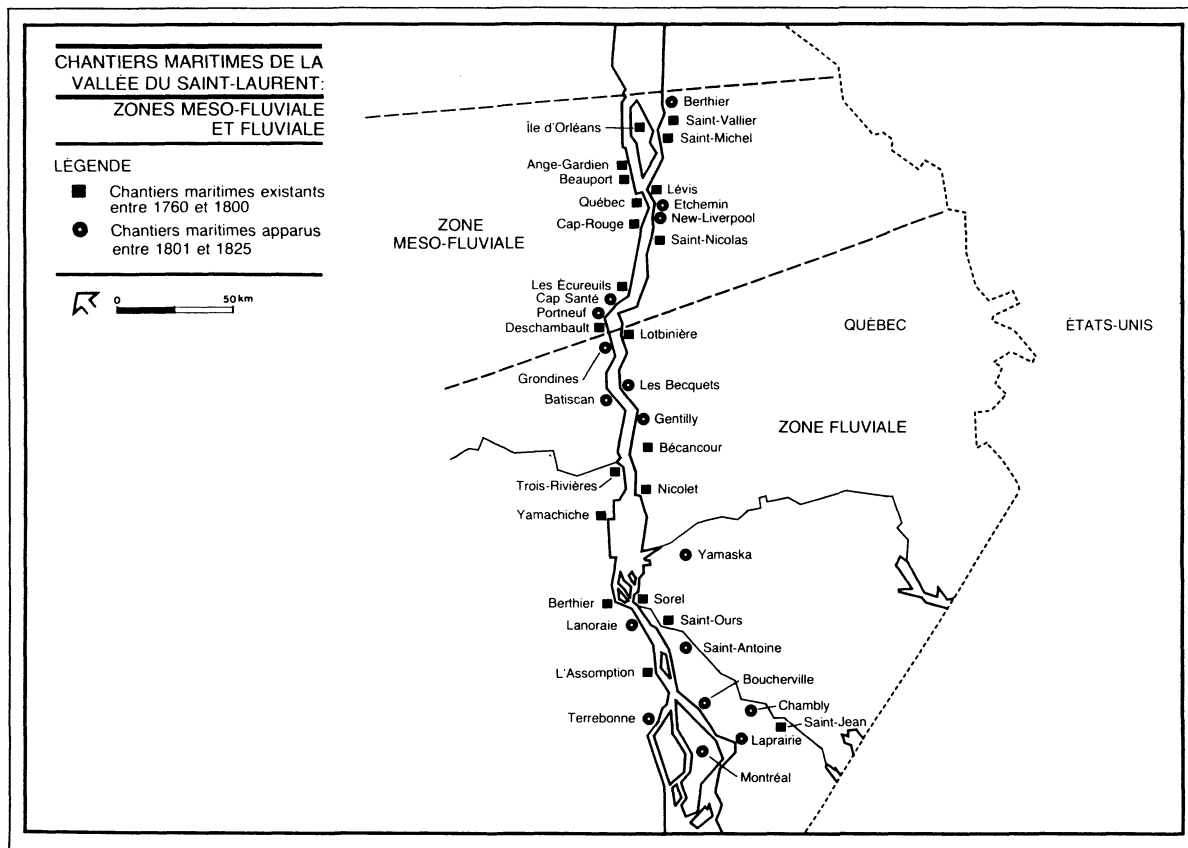 CHANTIERS MARITIMES DE LA
VALLÉE DU SAINT-LAURENT:
ZONES MESO-FLUVIALE
ET FLUVIALE
LÉGENDE
Chantiers maritimes existants
entre 1760 et 1800
Chantiers maritimes apparus
entre 1801 et 1825
0 50 km
Berthier
Saint-Vallier
Île d'Orléans
Saint-Michel
Ange-Gardien
Beauport
Lévis
Québec
Etchemin
New-Liverpool
Cap-Rouge
Saint-Nicolas
ZONE
MESO-FLUVIALE
Les Écureuils
Cap Santé
Portneuf
Deschambault
Lotbinière
QUÉBEC
ÉTATS-UNIS
Grondines
Les Becquets
Batiscan
Gentilly
ZONE FLUVIALE
Bécancour
Trois-Rivières
Nicolet
Yamachiche
Yamaska
Berthier
Sorel
Lanoraie
Saint-Ours
Saint-Antoine
L'Assomption
Boucherville
Chambly
Terrebonne
Saint-Jean
Laprairie
Montréal